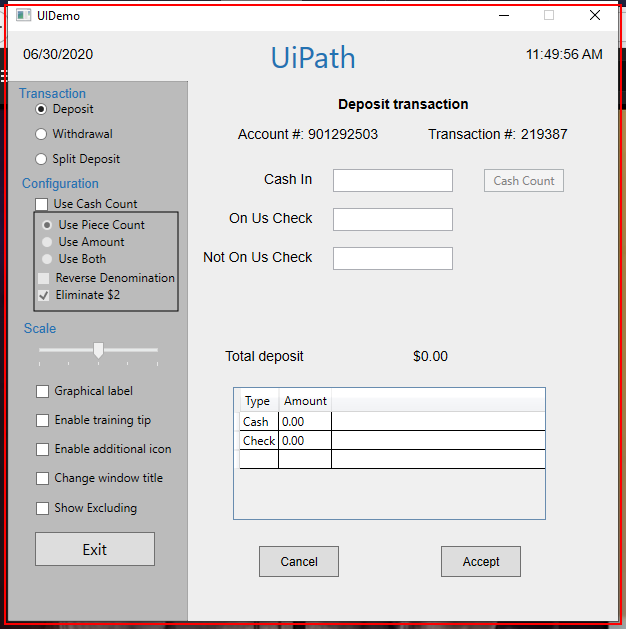 UIDemo
06/30/2020
UiPath
11:49:56 AM
Transaction
Deposit
Withdrawal
Split Deposit
Configuration
Use Cash Count
Use Piece Count
Use Amount
Use Both
Reverse Denomination
Eliminate $2
Scale
Graphical label
Enable training tip
Enable additional icon
Change window title
Show Excluding
Exit
Deposit transaction
Account #: 901292503 Transaction #: 219387
Cash In Cash Count
On Us Check
Not On Us Check
Total deposit $0.00
Type Amount
Cash 0.00
Check 0.00
Cancel Accept